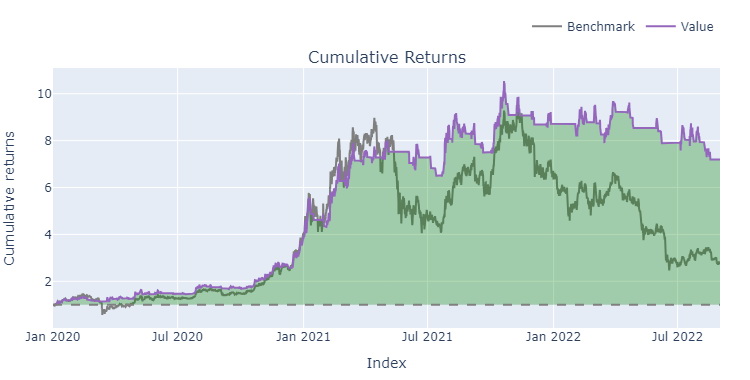 Benchmark Value
Cumulative Returns
Cumulative returns
10
8
6
4
2
Jan 2020 Jul 2020 Jan 2021 Jul 2021 Jan 2022 Jul 2022
Index